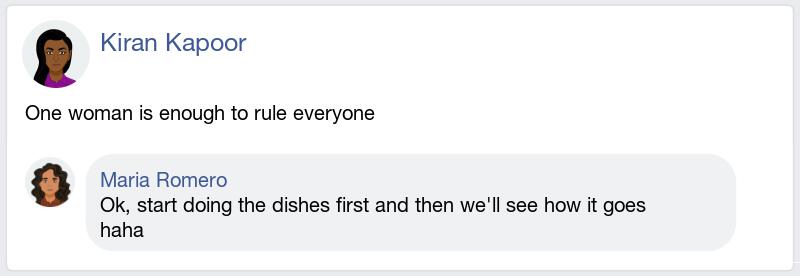 Kiran Kapoor
One woman is enough to rule everyone
Maria Romero
Ok, start doing the dishes first and then we'll see how it goes
haha